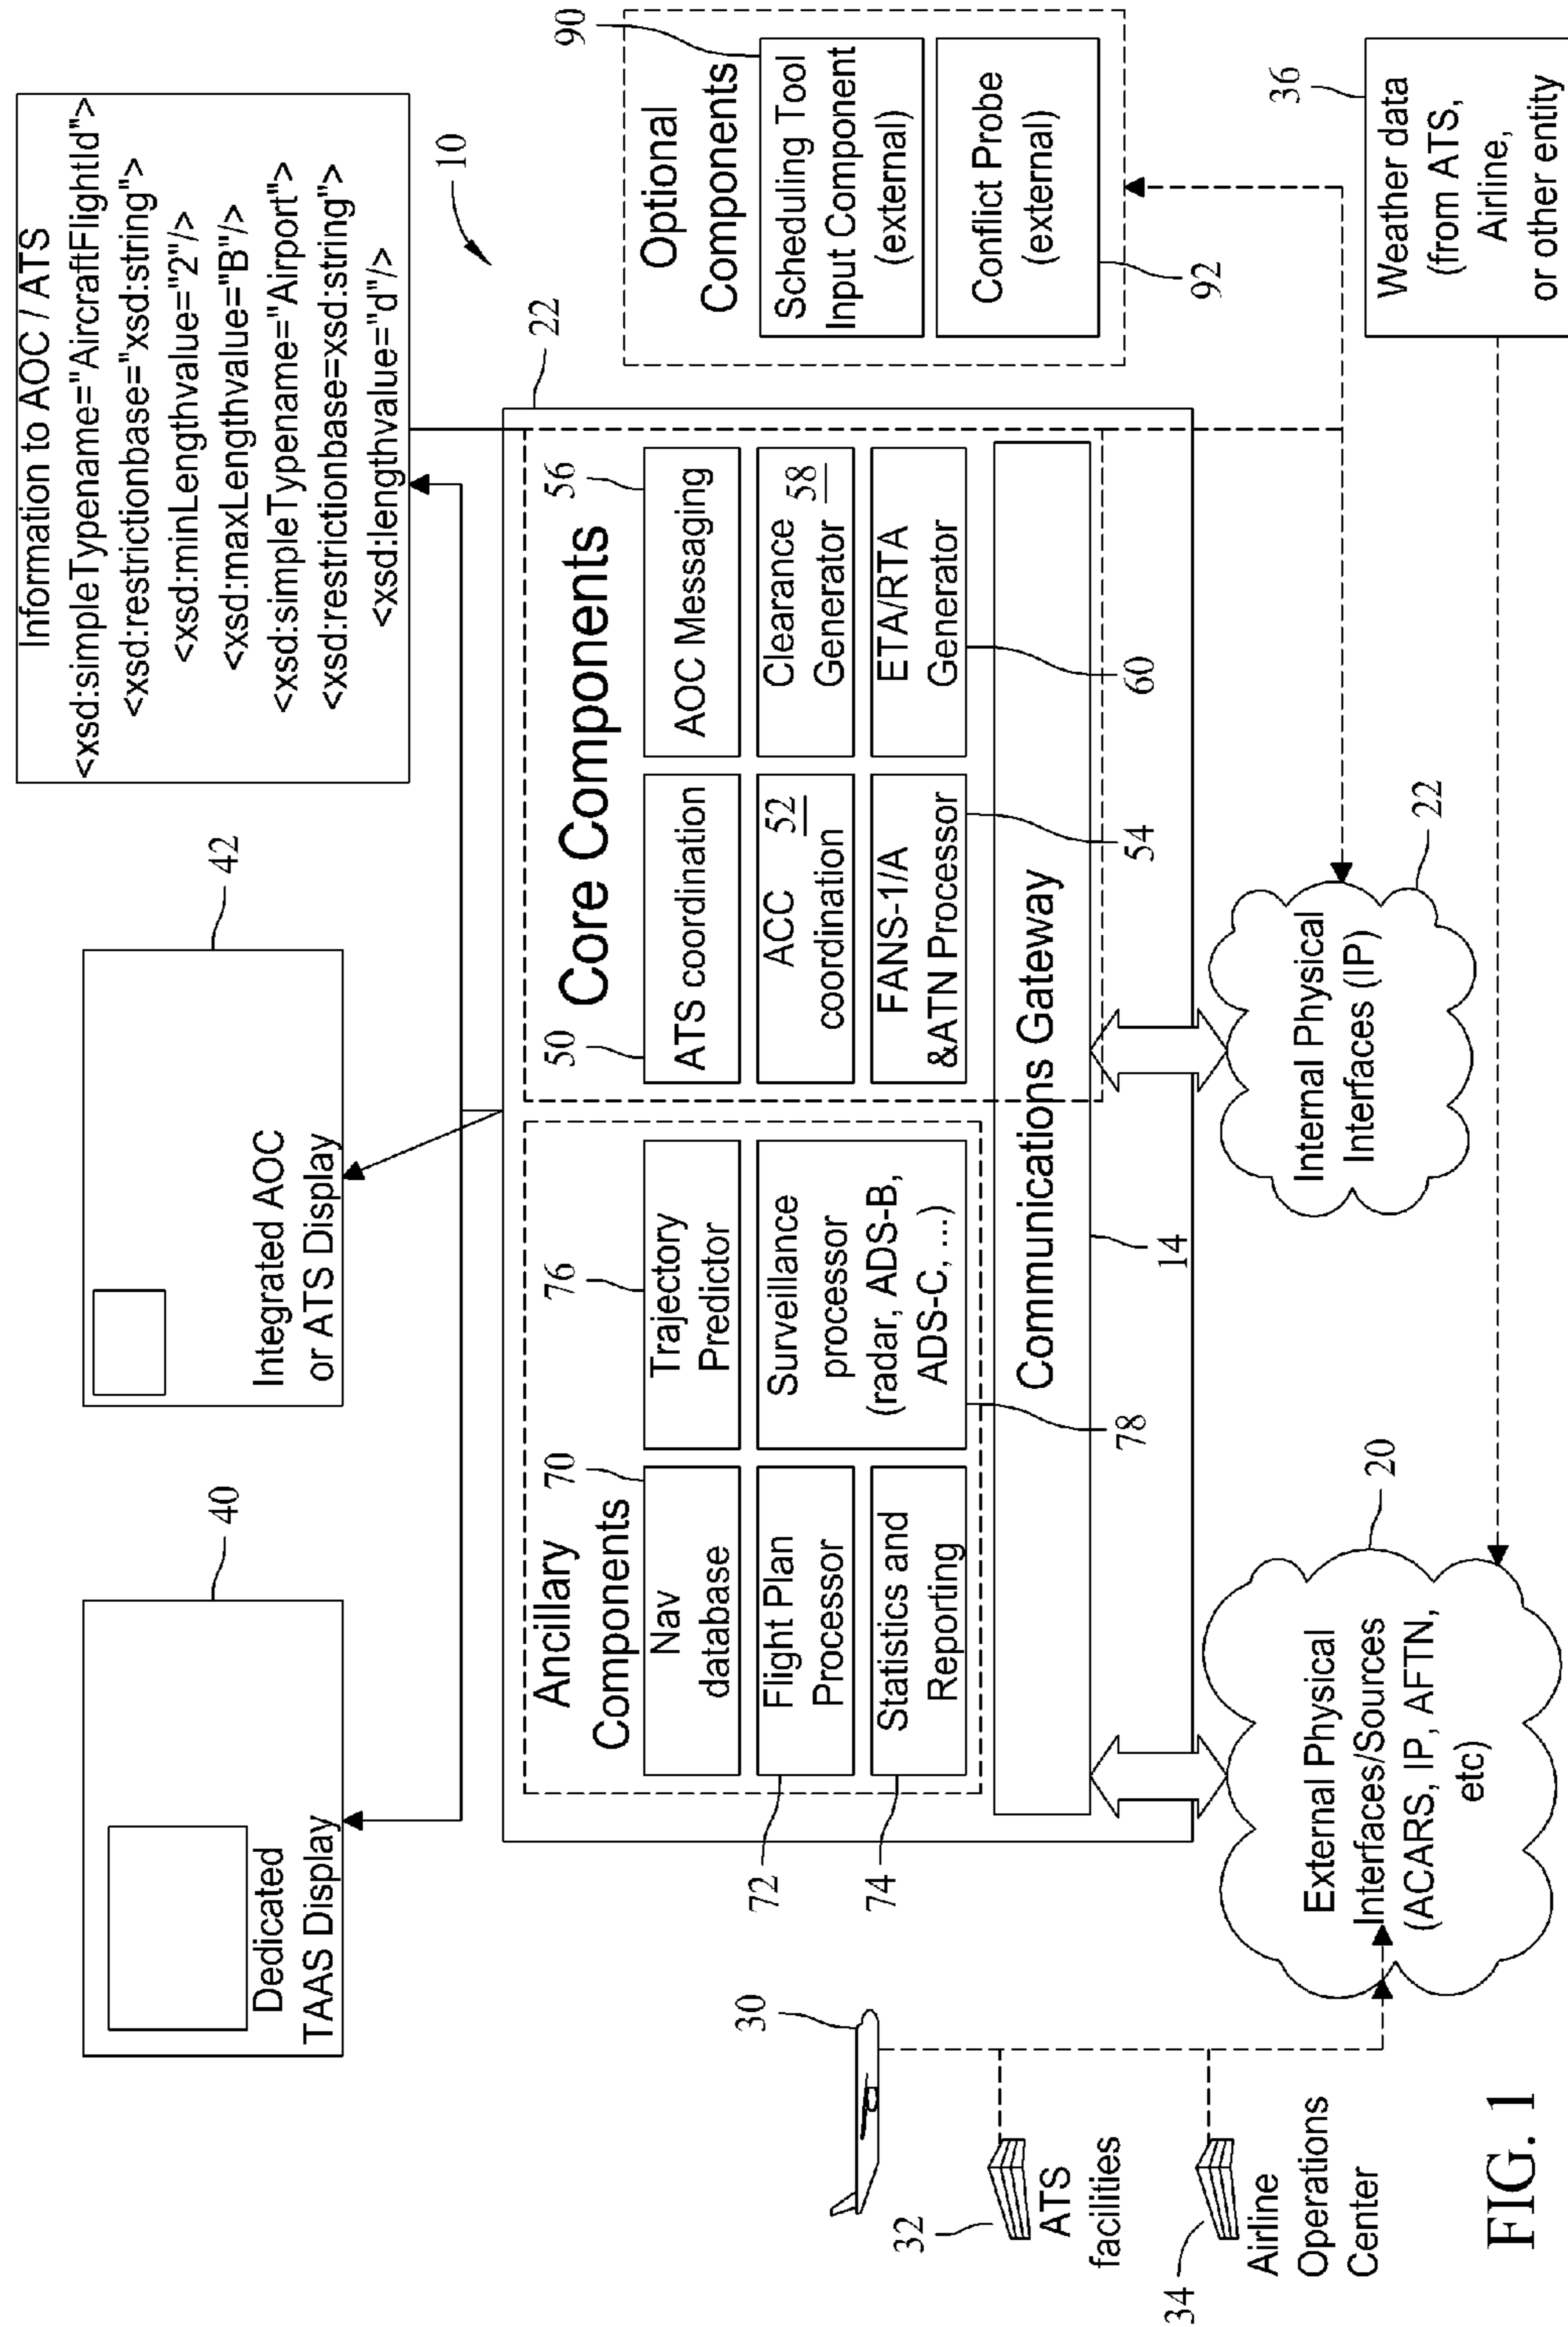 40
Dedicated
TAAS Display
42
Integrated AOC
or ATS Display
Information to AOC / ATS
<xsd:simpleTypename="AircraftFlightId">
<xsd:restrictionbase="xsd:string">
<xsd:minLengthvalue="2"/>
<xsd:maxLengthvalue="B"/>
<xsd:simpleTypename="Airport">
<xsd:restrictionbase=xsd:string">
<xsd:lengthvalue="d"/>
10
22
Ancillary
Components
70
Nav
database
76
Trajectory
Predictor
72
Flight Plan
Processor
Surveillance
processor
(radar, ADS-B,
ADS-C, ...)
74
Statistics and
Reporting
78
Core Components
50
ATS coordination
56
AOC Messaging
ACC 52
coordination
Clearance
Generator 58
FANS-1/A
&ATN Processor
54
ETA/RTA
Generator
60
Communications Gateway
14
Optional
Components
90
Scheduling Tool
Input Component
(external)
Conflict Probe
(external)
92
30
32
ATS
facilities
34
Airline
Operations
Center
20
External Physical
Interfaces/Sources
(ACARS, IP, AFTN,
etc)
22
Internal Physical
Interfaces (IP)
36
Weather data
(from ATS,
Airline,
or other entity
FIG. 1